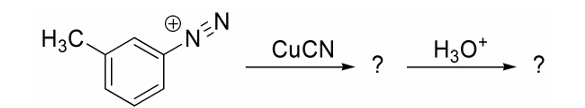 H₃C ⊕ N≡N CuCN ? H₃O⁺ ?